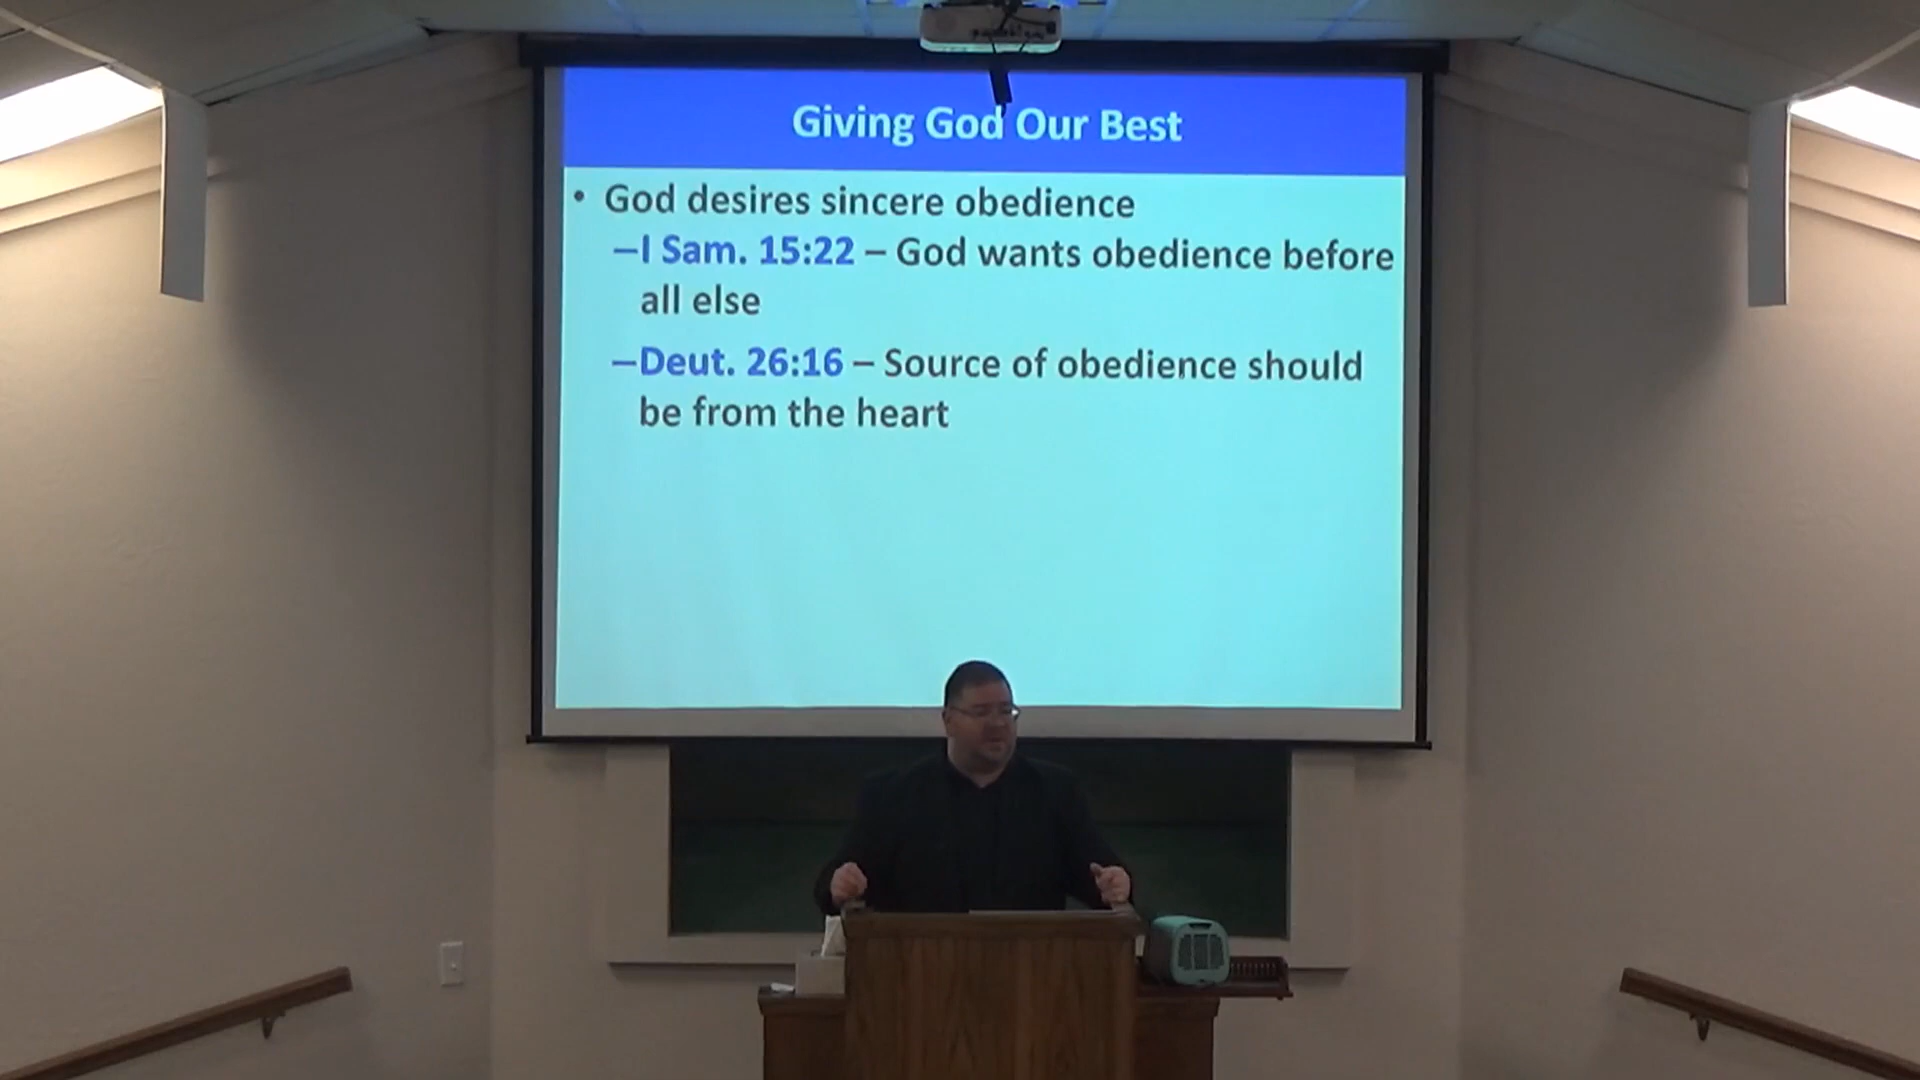 Giving God Our Best
• God desires sincere obedience
–I Sam. 15:22 – God wants obedience before
all else
–Deut. 26:16 – Source of obedience should
be from the heart